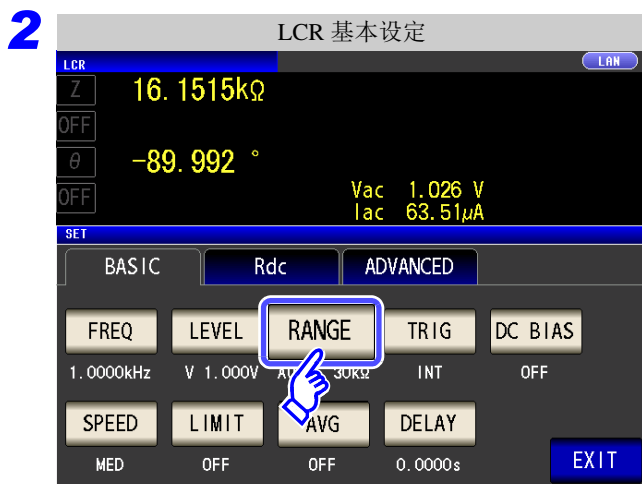 2
LCR 基本设定
LCR
LAN
Z 16.1515kΩ
OFF
θ -89.992 °
OFF
Vac 1.026 V
Iac 63.51μA
SET
BASIC Rdc ADVANCED
FREQ LEVEL RANGE TRIG DC BIAS
1.0000kHz V 1.000V 30kΩ INT OFF
SPEED LIMIT AVG DELAY
MED OFF OFF 0.0000s
EXIT